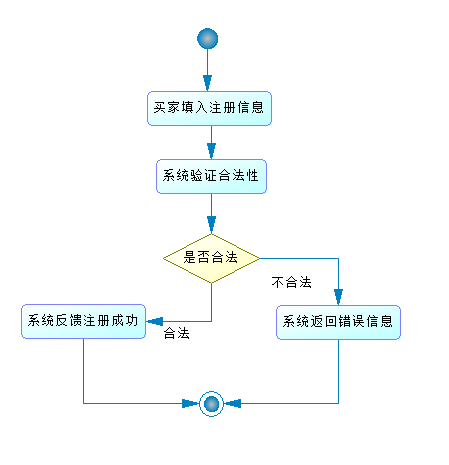 买家填入注册信息
系统验证合法性
是否合法
不合法
系统反馈注册成功
系统返回错误信息
合法